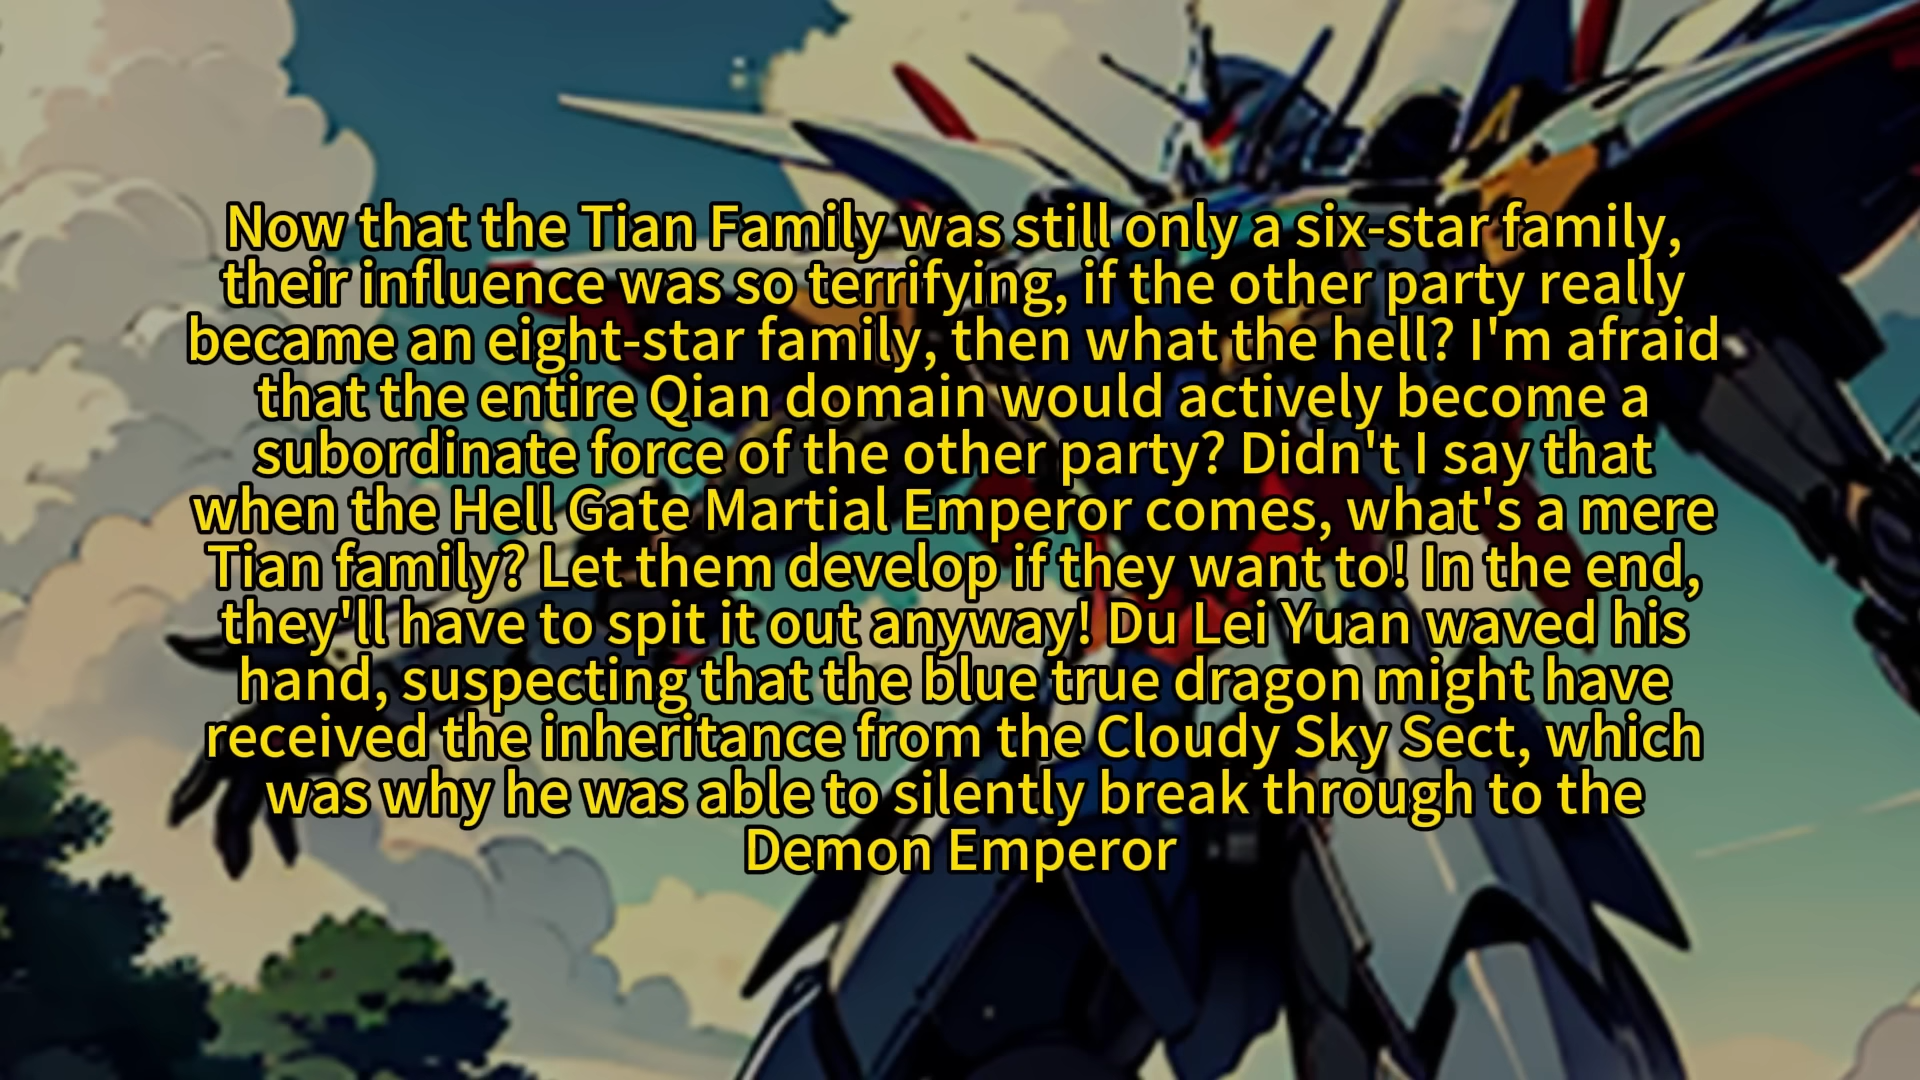 Now that the Tian Family was still only a six-star family,
their influence was so terrifying, if the other party really
became an eight-star family, then what the hell? I'm afraid
that the entire Qian domain would actively become a
subordinate force of the other party? Didn't I say that
when the Hell Gate Martial Emperor comes, what's a mere
Tian family? Let them develop if they want to! In the end,
they'll have to spit it out anyway! Du Lei Yuan waved his
hand, suspecting that the blue true dragon might have
received the inheritance from the Cloudy Sky Sect, which
was why he was able to silently break through to the
Demon Emperor